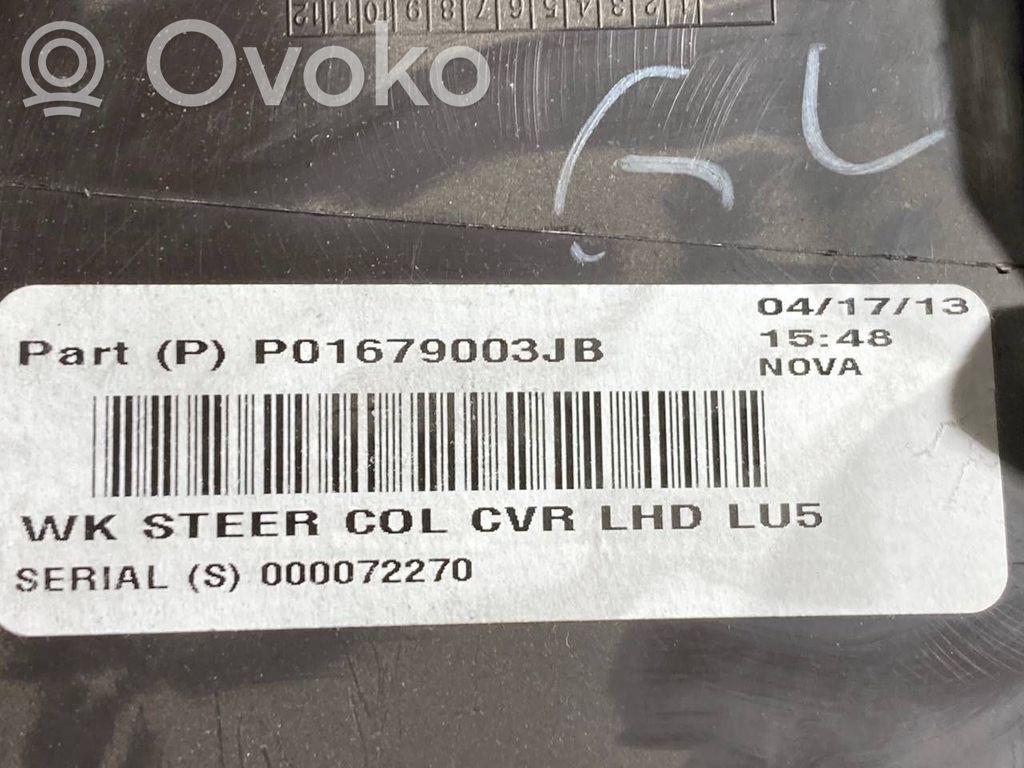 12 11 10 9 8 7 6 5 4 3 2 1
Ovoko
Part (P) P01679003JB
04/17/13
15:48
NOVA
WK STEER COL CVR LHD LU5
SERIAL (S) 000072270